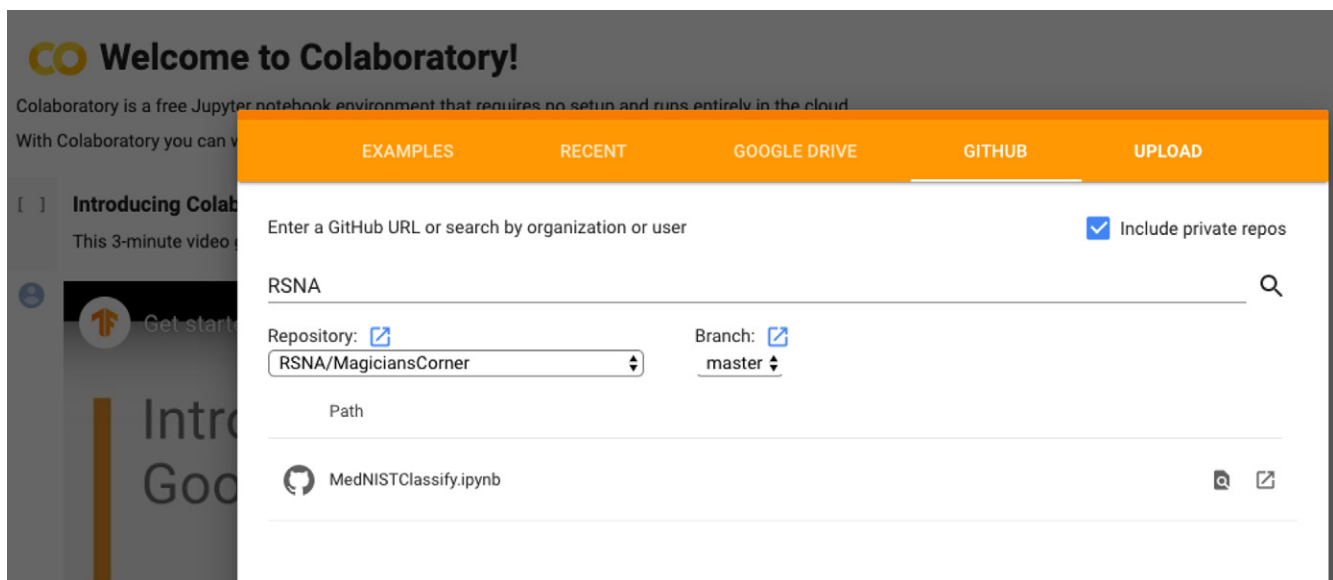 CO Welcome to Colaboratory!
Colaboratory is a free Jupyter notebook environment that requires no setup and runs entirely in the cloud.
With Colaboratory you can
EXAMPLES RECENT GOOGLE DRIVE GITHUB UPLOAD
[ ] Introducing Colab
This 3-minute video
Enter a GitHub URL or search by organization or user
Include private repos
RSNA
Get starte
Repository: Branch:
RSNA/MagiciansCorner master
Path
Intro
Goo
MedNISTClassify.ipynb